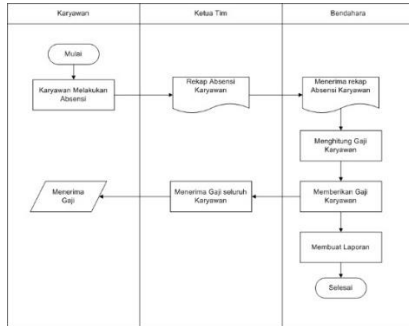 Karyawan
Ketua Tim
Bendahara
Mulai
Karyawan Melakukan
Absensi
Rekap Absensi
Karyawan
Menerima rekap
Absensi Karyawan
Menghitung Gaji
Karyawan
Menerima
Gaji
Menerima Gaji seluruh
Karyawan
Memberikan Gaji
Karyawan
Membuat Laporan
Selesai